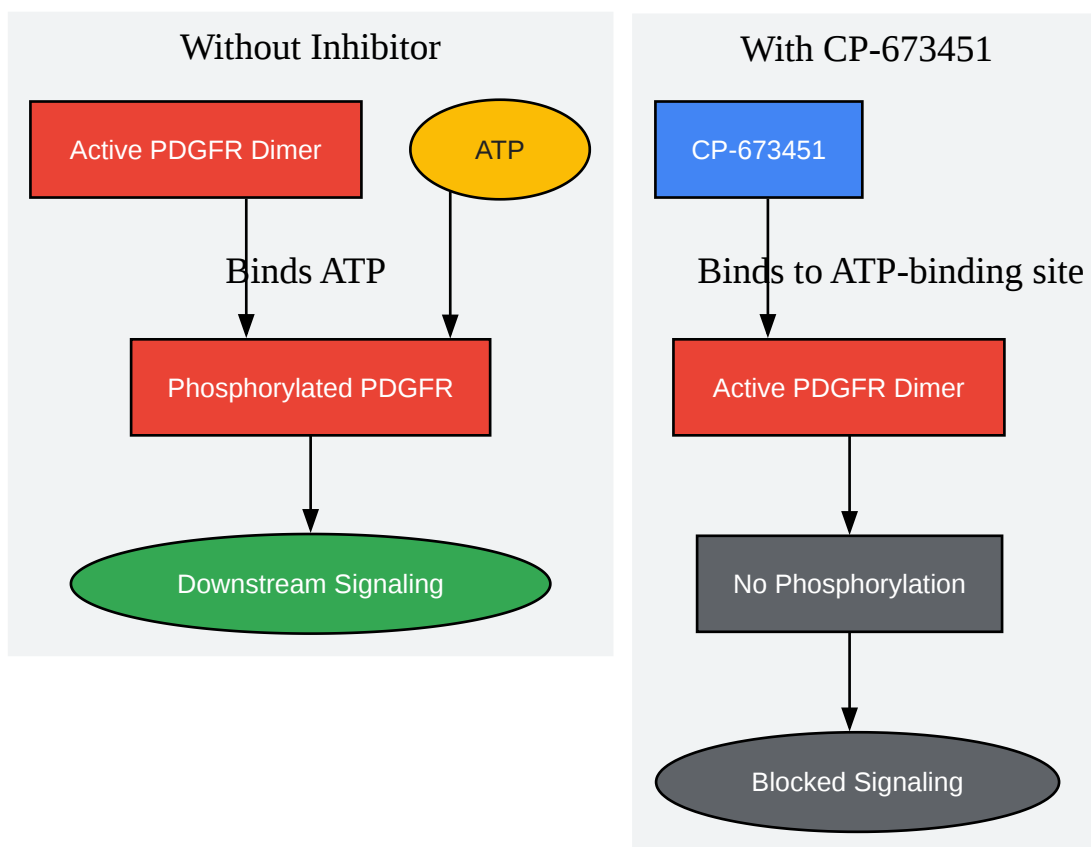 Without Inhibitor
Active PDGFR Dimer
ATP
Binds ATP
Phosphorylated PDGFR
Downstream Signaling
With CP-673451
CP-673451
Binds to ATP-binding site
Active PDGFR Dimer
No Phosphorylation
Blocked Signaling